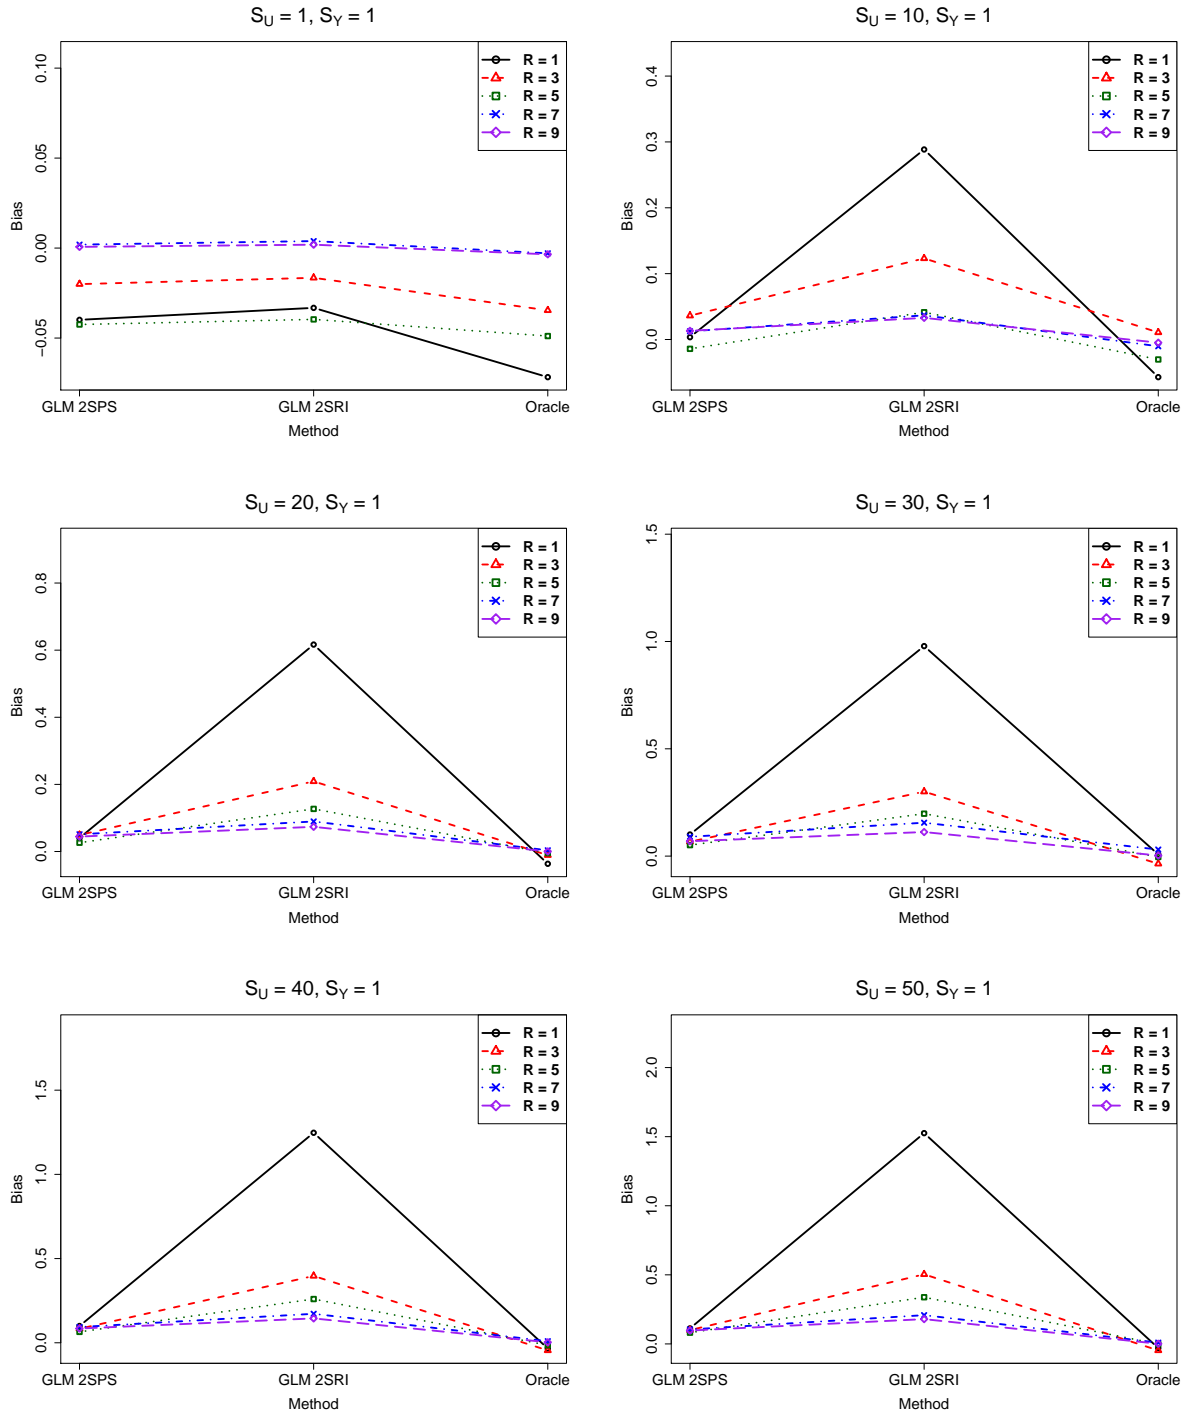 S_U = 1, S_Y = 1
0.10
0.05
0.00
−0.05
Bias
R = 1
R = 3
R = 5
R = 7
R = 9
GLM 2SPS
GLM 2SRI
Oracle
Method
S_U = 10, S_Y = 1
0.4
0.3
0.2
0.1
0.0
Bias
R = 1
R = 3
R = 5
R = 7
R = 9
GLM 2SPS
GLM 2SRI
Oracle
Method
S_U = 20, S_Y = 1
0.8
0.6
0.4
0.2
0.0
Bias
R = 1
R = 3
R = 5
R = 7
R = 9
GLM 2SPS
GLM 2SRI
Oracle
Method
S_U = 30, S_Y = 1
1.5
1.0
0.5
0.0
Bias
R = 1
R = 3
R = 5
R = 7
R = 9
GLM 2SPS
GLM 2SRI
Oracle
Method
S_U = 40, S_Y = 1
1.5
1.0
0.5
0.0
Bias
R = 1
R = 3
R = 5
R = 7
R = 9
GLM 2SPS
GLM 2SRI
Oracle
Method
S_U = 50, S_Y = 1
2.0
1.5
1.0
0.5
0.0
Bias
R = 1
R = 3
R = 5
R = 7
R = 9
GLM 2SPS
GLM 2SRI
Oracle
Method